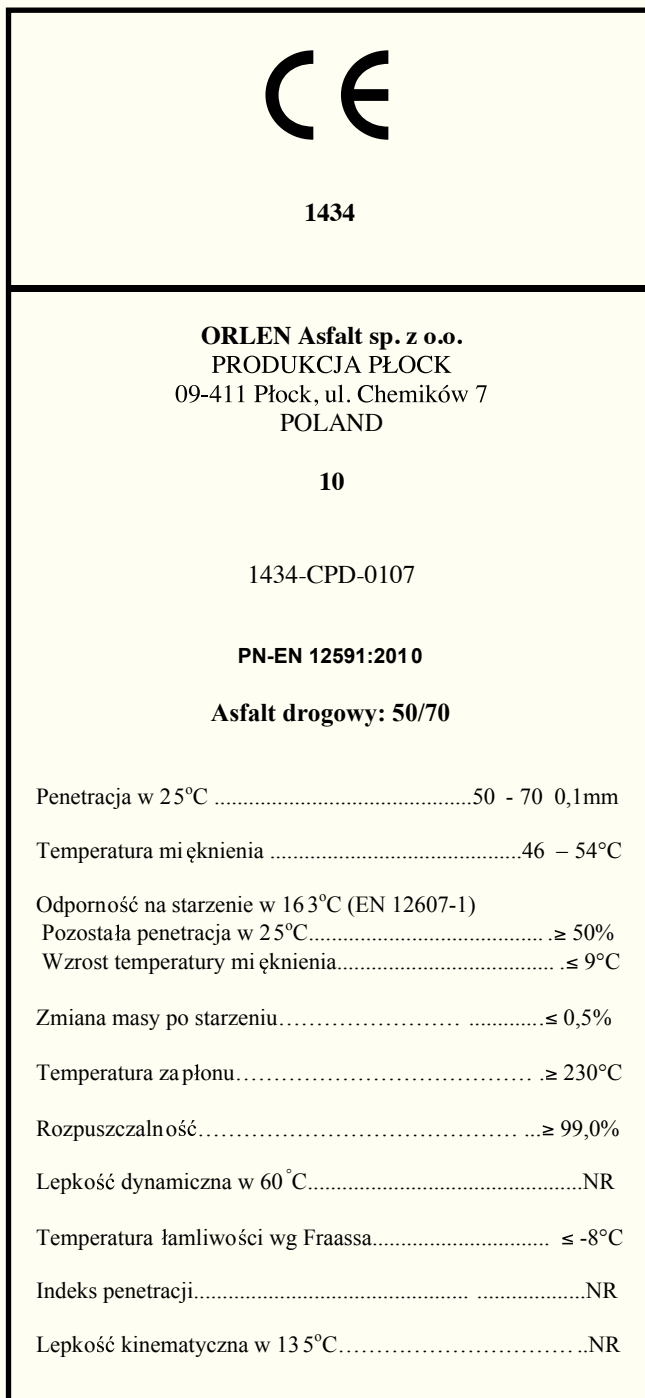 CE
1434
ORLEN Asfalt sp. z o.o.
PRODUKCJA PŁOCK
09-411 Płock, ul. Chemików 7
POLAND
10
1434-CPD-0107
PN-EN 12591:2010
Asfalt drogowy: 50/70
Penetracja w 25°C .............................................50 - 70 0,1mm
Temperatura mięknienia ............................................46 – 54°C
Odporność na starzenie w 163°C (EN 12607-1)
Pozostała penetracja w 25°C......................................... .≥ 50%
Wzrost temperatury mięknienia...................................... .≤ 9°C
Zmiana masy po starzeniu…………………… .............≤ 0,5%
Temperatura zapłonu…………………………… .≥ 230°C
Rozpuszczalność…………………………… ...≥ 99,0%
Lepkość dynamiczna w 60°C................................................NR
Temperatura łamliwości wg Fraassa............................... ≤ -8°C
Indeks penetracji................................................ ...................NR
Lepkość kinematyczna w 135°C…………………………..NR